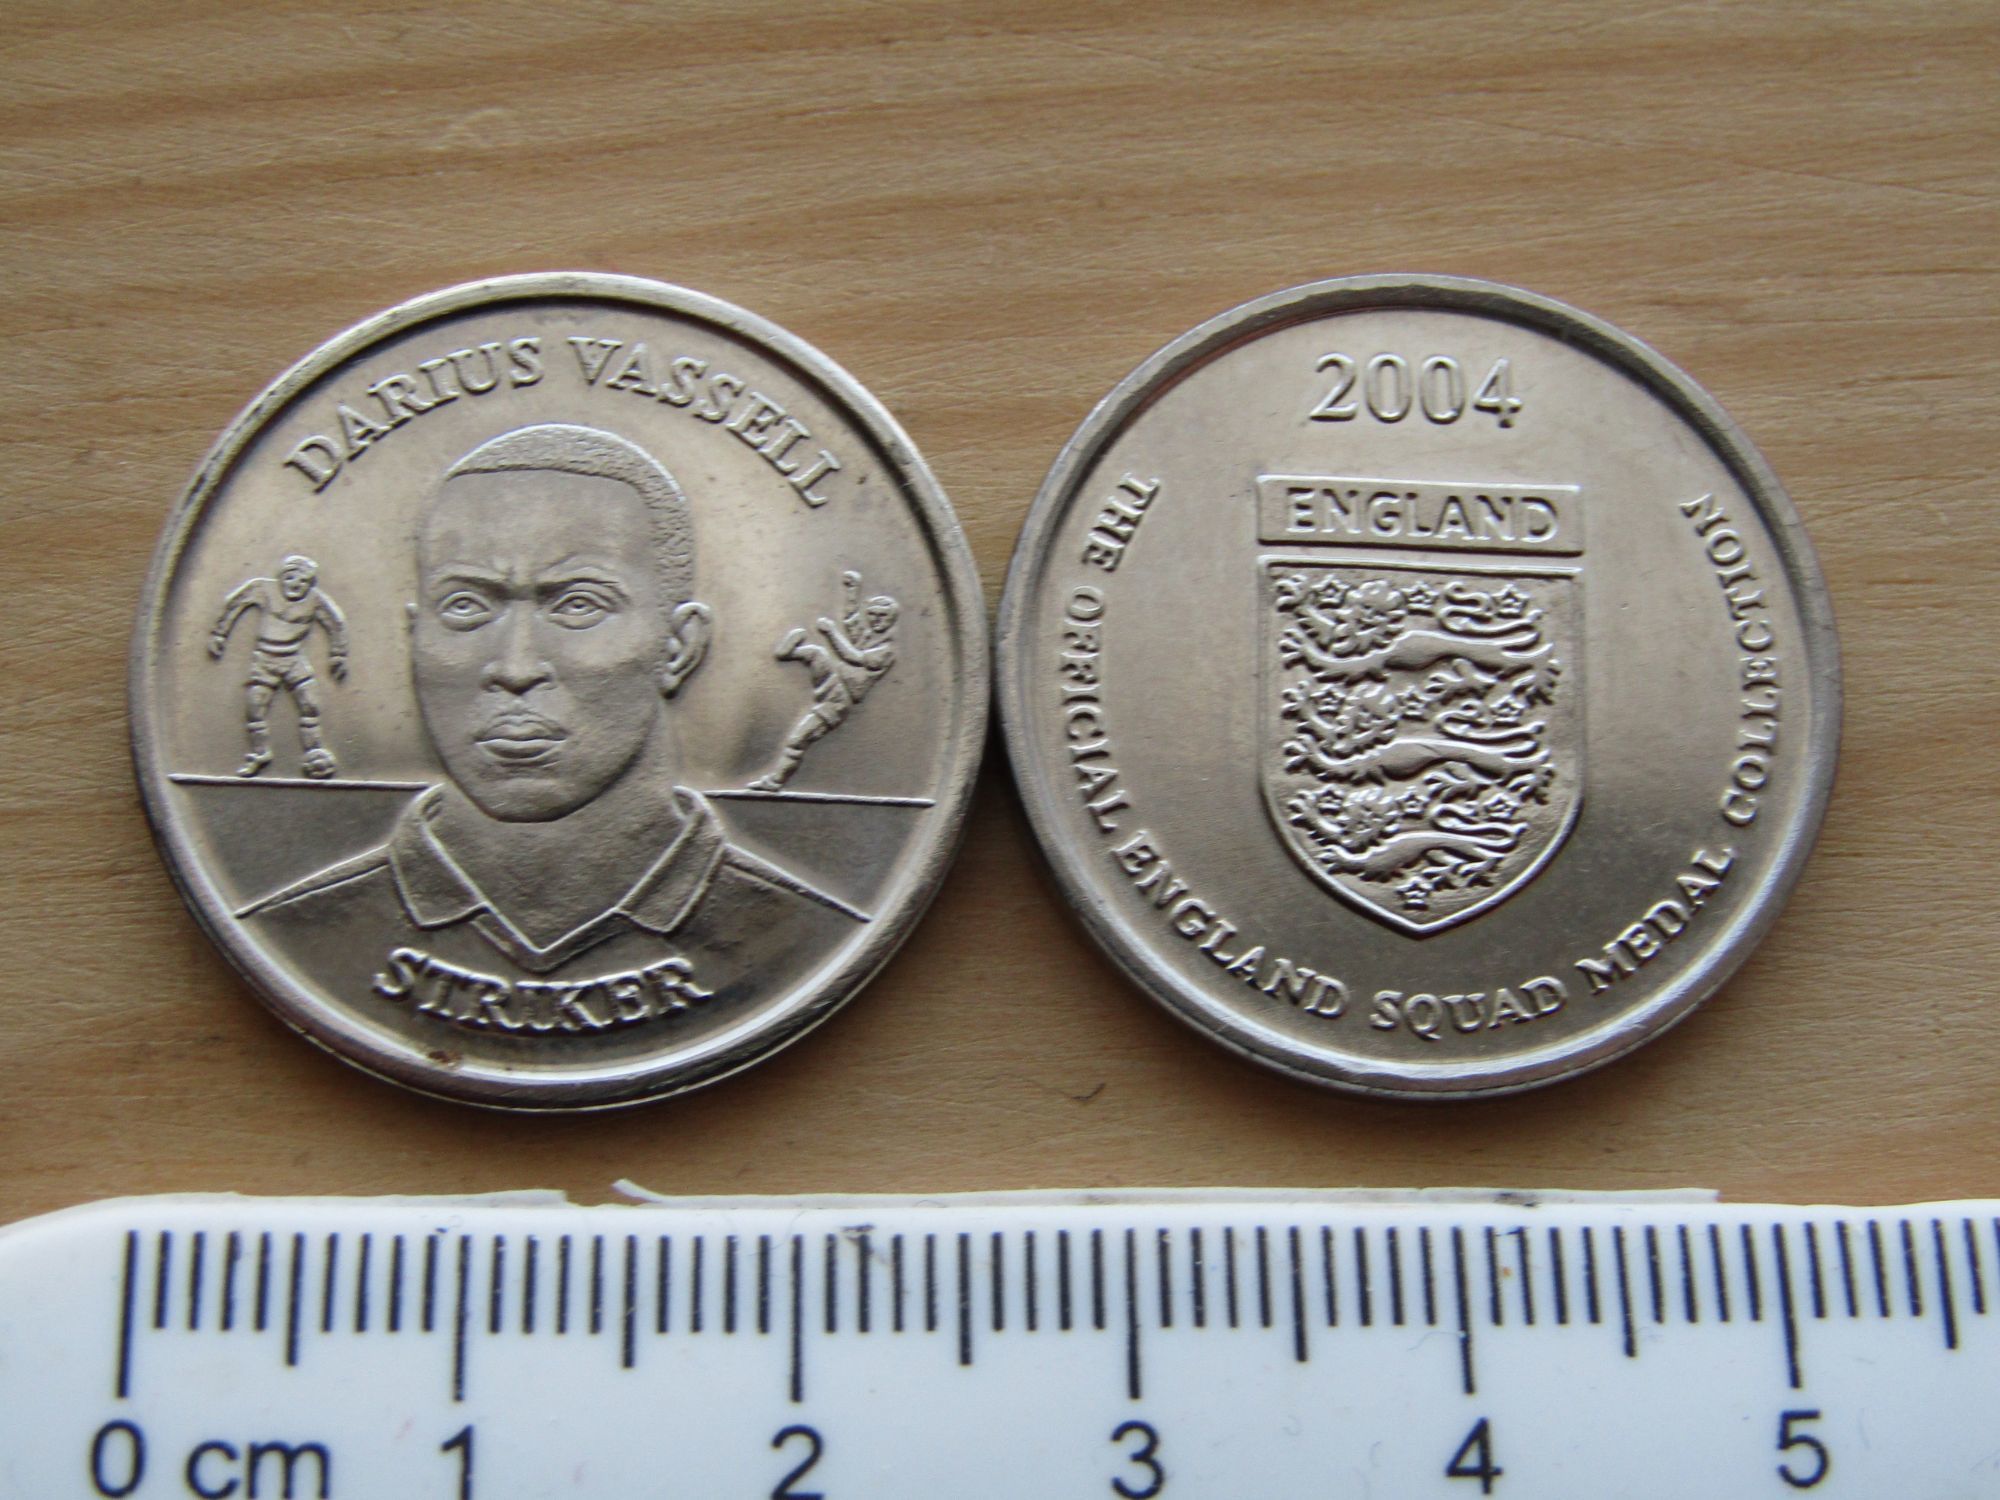 DARIUS VASSELL
STRIKER
2004
ENGLAND
THE OFFICIAL ENGLAND SQUAD MEDAL COLLECTION
0 cm 1 2 3 4 5